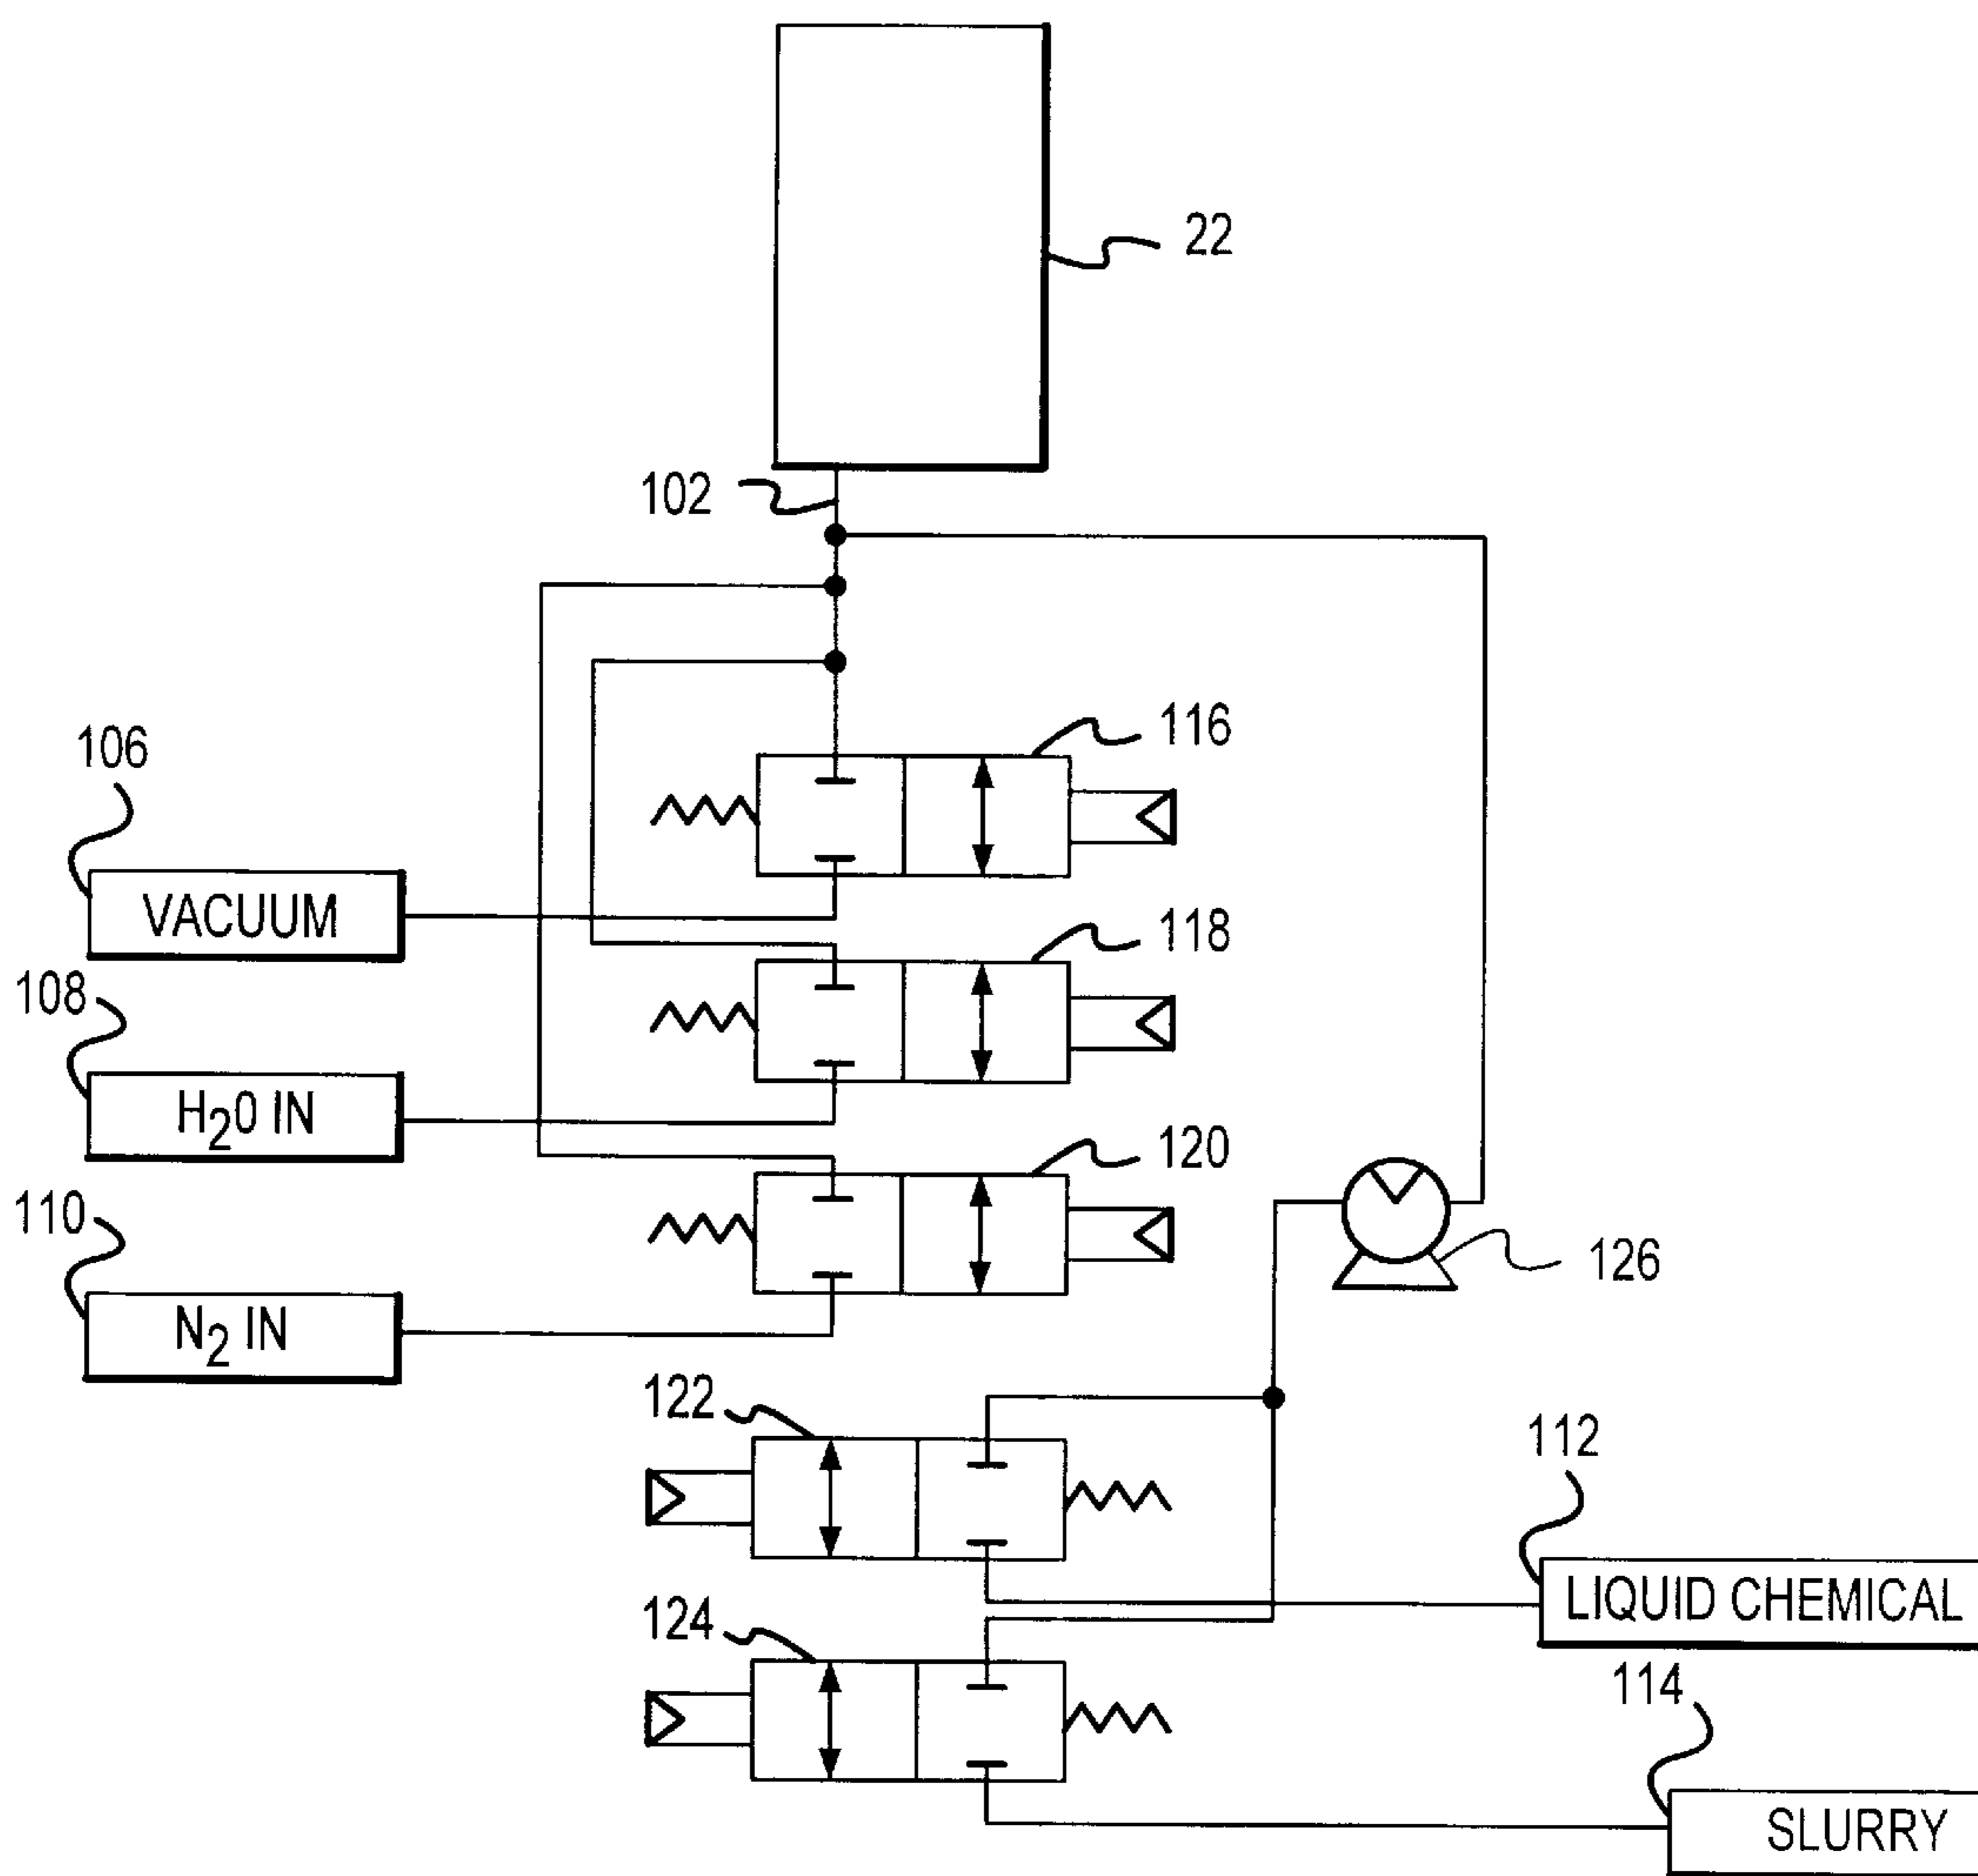 22
102
116
106
VACUUM
118
108
H₂O IN
120
110
N₂ IN
126
122
112
LIQUID CHEMICAL
124
114
SLURRY